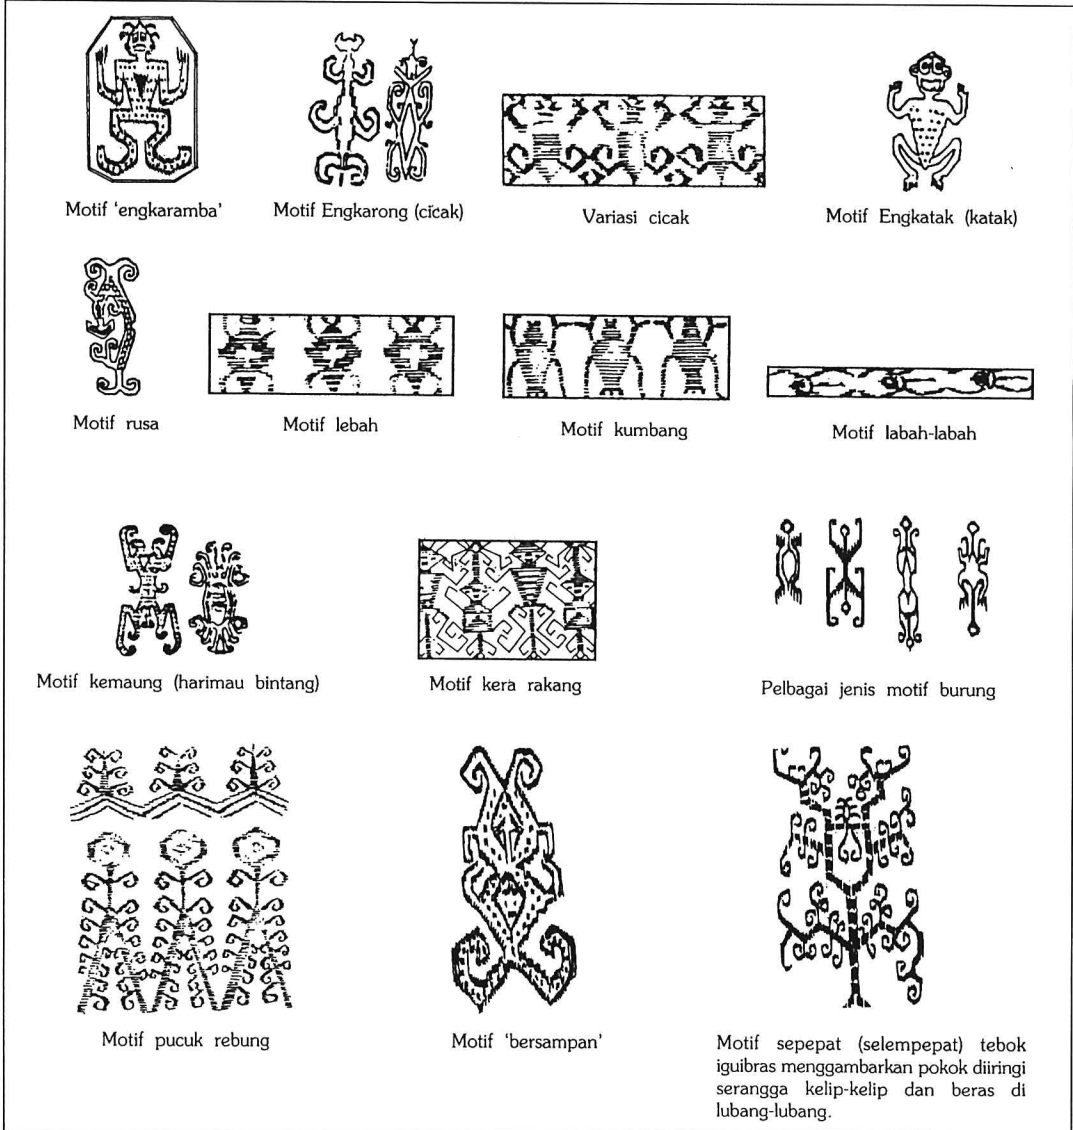 Motif ‘engkaramba’
Motif Engkarong (cicak)
Variasi cicak
Motif Engkatak (katak)
Motif rusa
Motif lebah
Motif kumbang
Motif labah-labah
Motif kemaung (harimau bintang)
Motif kera rakang
Pelbagai jenis motif burung
Motif pucuk rebung
Motif ‘bersampan’
Motif sepepat (selempepat) tebok
iguibras menggambarkan pokok diiringi
serangga kelip-kelip dan beras di
lubang-lubang.